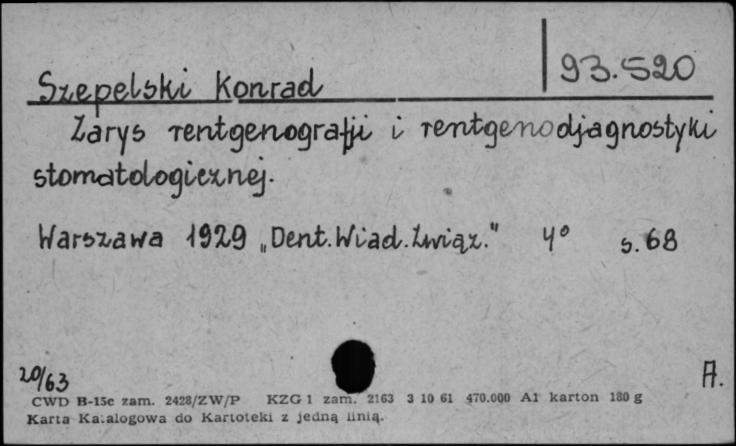 93.520
Szepelski Konrad
Zarys rentgenografji i rentgenodjagnostyki
stomatologicznej.
Warszawa 1929 „Dent. Wiad. Związ." 4° s. 68
20/63
A.
CWD B-15c zam. 2428/ZW/P KZG 1 zam. 2163 3 10 61 470.000 A1 karton 180 g
Karta Katalogowa do Kartoteki z jedną linią.